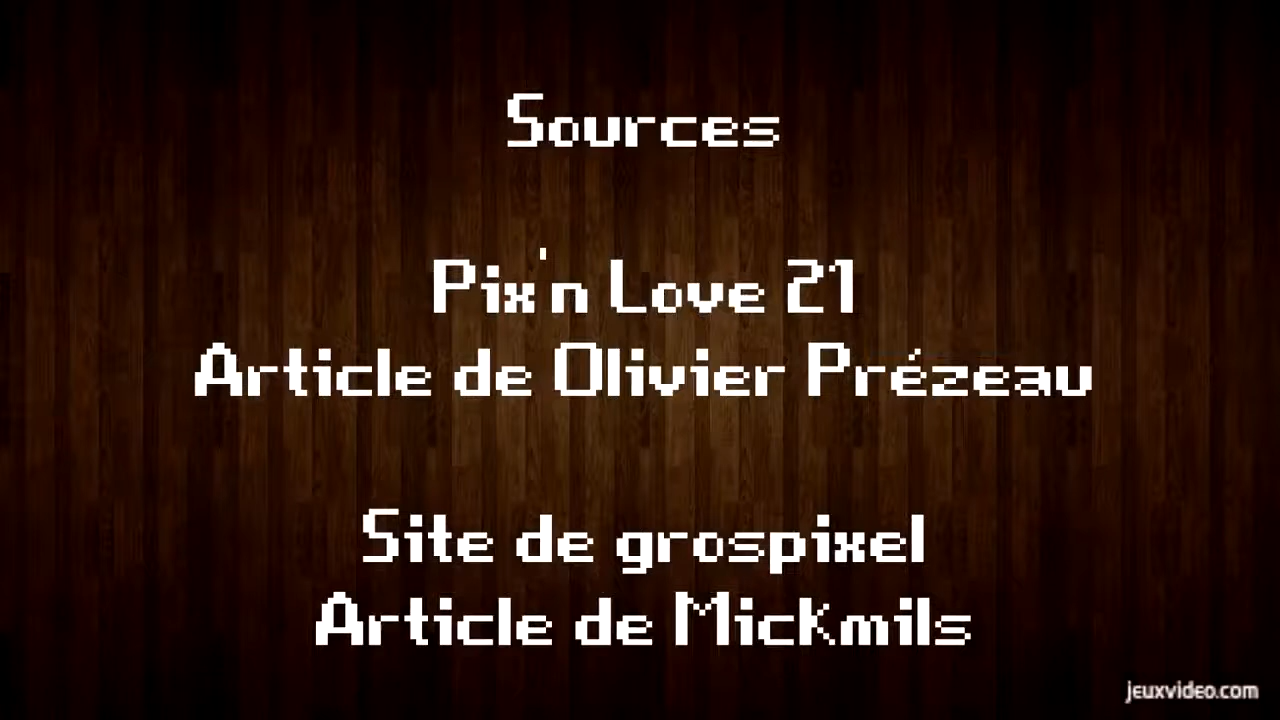 Sources
Pix'n Love 21
Article de Olivier Prézeau
Site de grospixel
Article de Mickmils
jeuxvideo.com